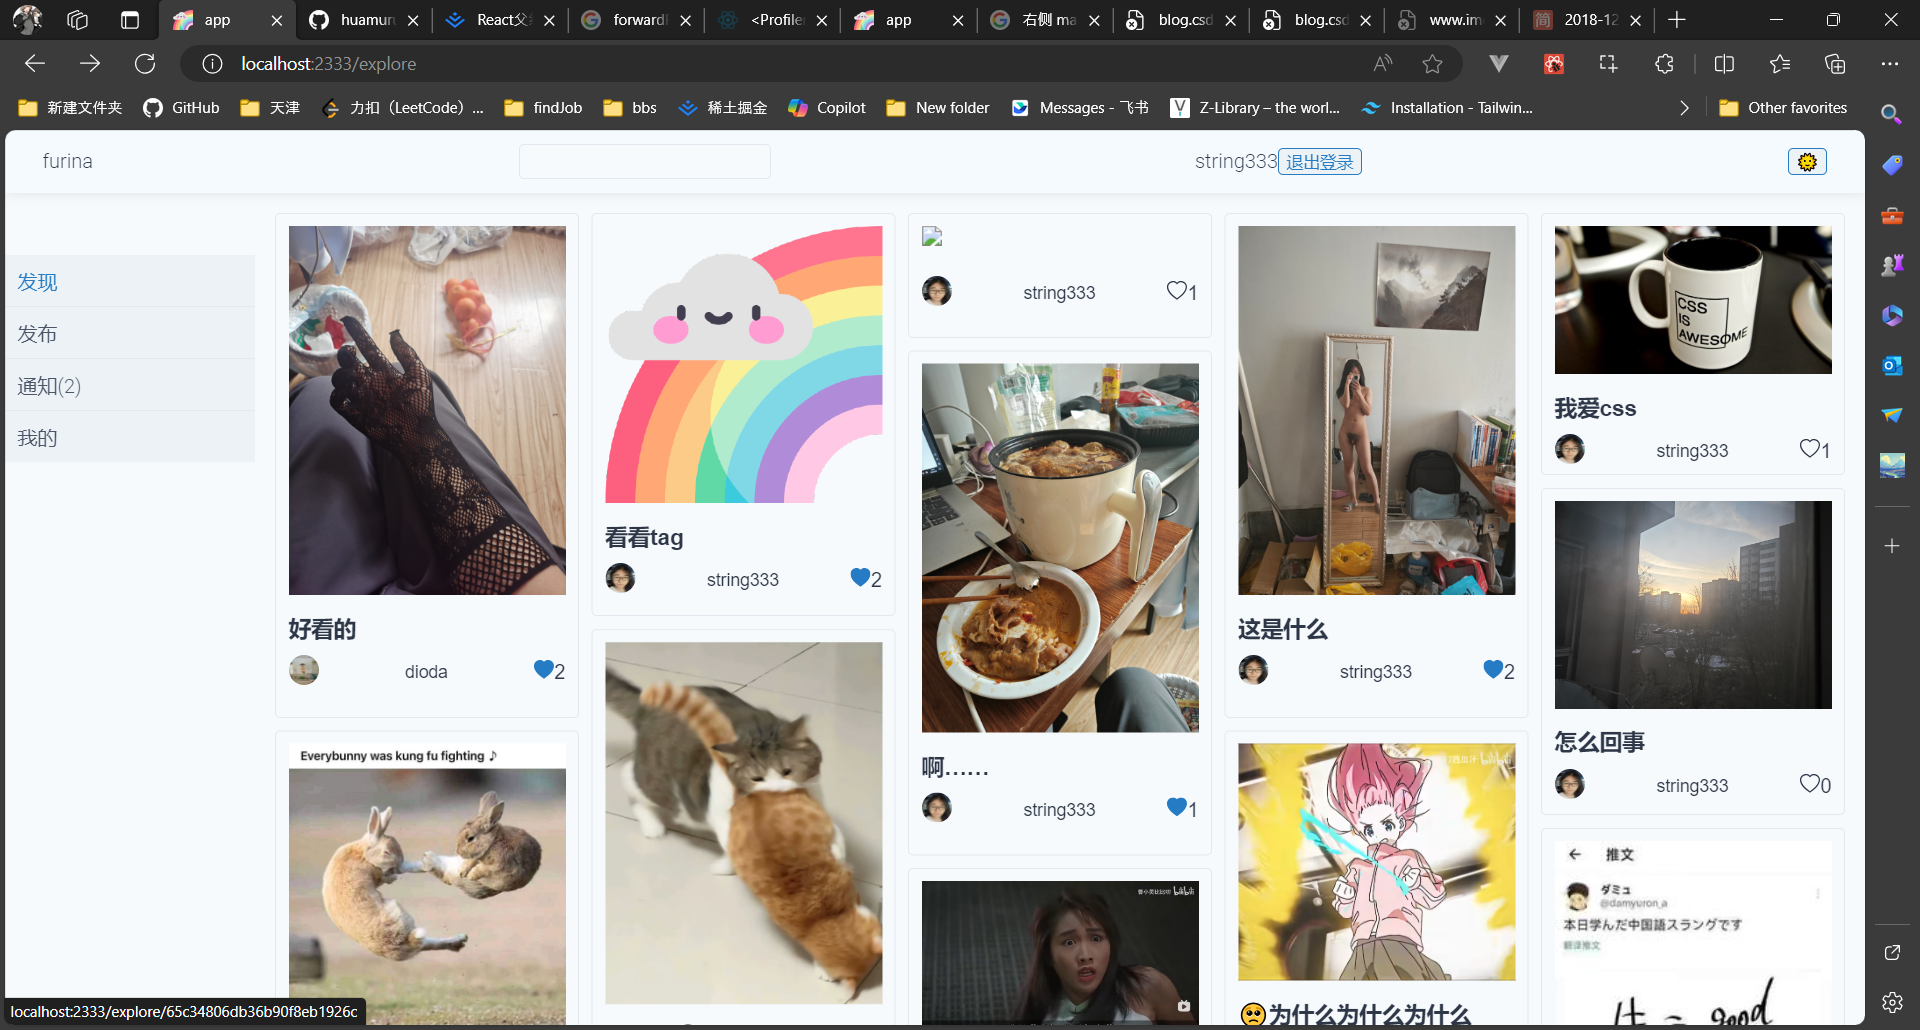 app
huamuru
React父
forwardl
<Profiler
app
右侧 ma
blog.csd
blog.csd
www.im
简
2018-12
localhost:2333/explore
新建文件夹
GitHub
天津
力扣（LeetCode）...
findJob
bbs
稀土掘金
Copilot
New folder
Messages - 飞书
Z-Library – the worl...
Installation - Tailwin...
Other favorites
furina
string333
退出登录
发现
发布
通知(2)
我的
好看的
dioda
2
Everybunny was kung fu fighting ♪
看看tag
string333
2
string333
1
啊……
string333
1
bilibili
这是什么
string333
2
bilibili
🥺为什么为什么为什么
CSS
IS
AWESOME
我爱css
string333
1
怎么回事
string333
0
推文
ダミュ
@damyuron_a
本日学んだ中国語スラングです
翻译推文
good
localhost:2333/explore/65c34806db36b90f8eb1926c